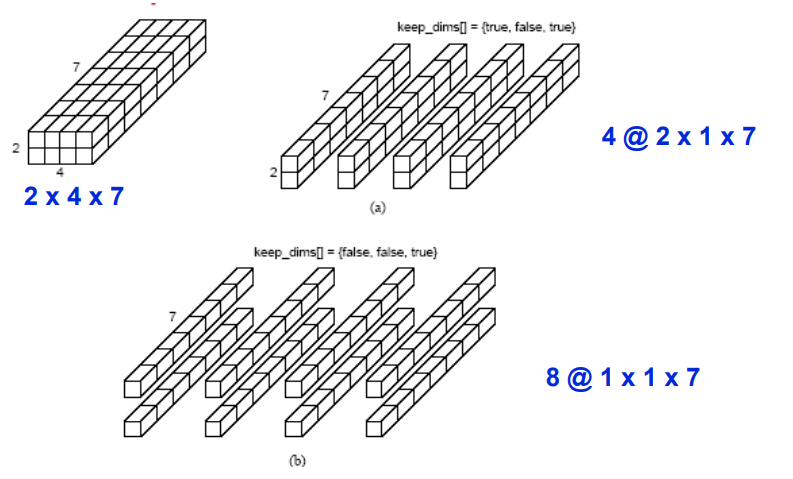 7
2
4
2 x 4 x 7
keep_dims[] = {true, false, true}
7
2
(a)
4 @ 2 x 1 x 7
keep_dims[] = {false, false, true}
7
(b)
8 @ 1 x 1 x 7